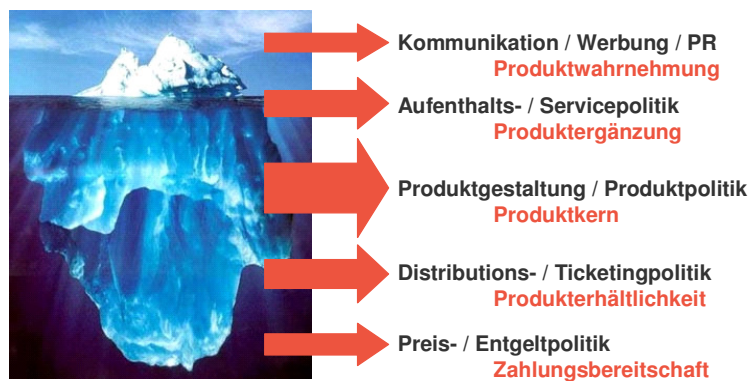 Kommunikation / Werbung / PR
Produktwahrnehmung
Aufenthalts- / Servicepolitik
Produktergänzung
Produktgestaltung / Produktpolitik
Produktkern
Distributions- / Ticketingpolitik
Produkterhältlichkeit
Preis- / Entgeltpolitik
Zahlungsbereitschaft